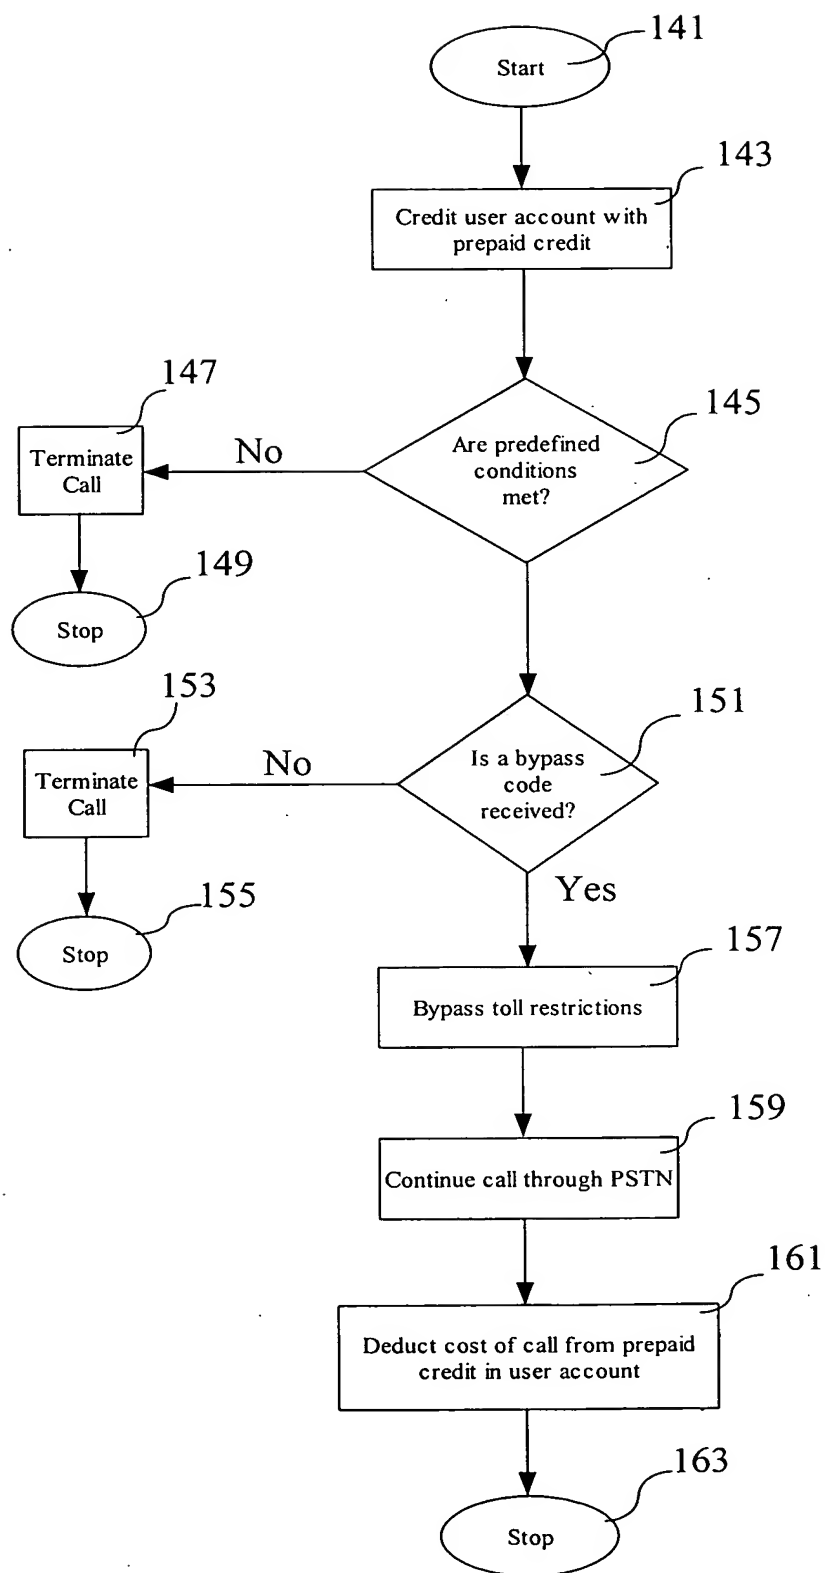 141
Start
143
Credit user account with
prepaid credit
147
145
Terminate
Call
No
Are predefined
conditions
met?
149
Stop
153
151
Terminate
Call
No
Is a bypass
code
received?
155
Yes
Stop
157
Bypass toll restrictions
159
Continue call through PSTN
161
Deduct cost of call from prepaid
credit in user account
163
Stop